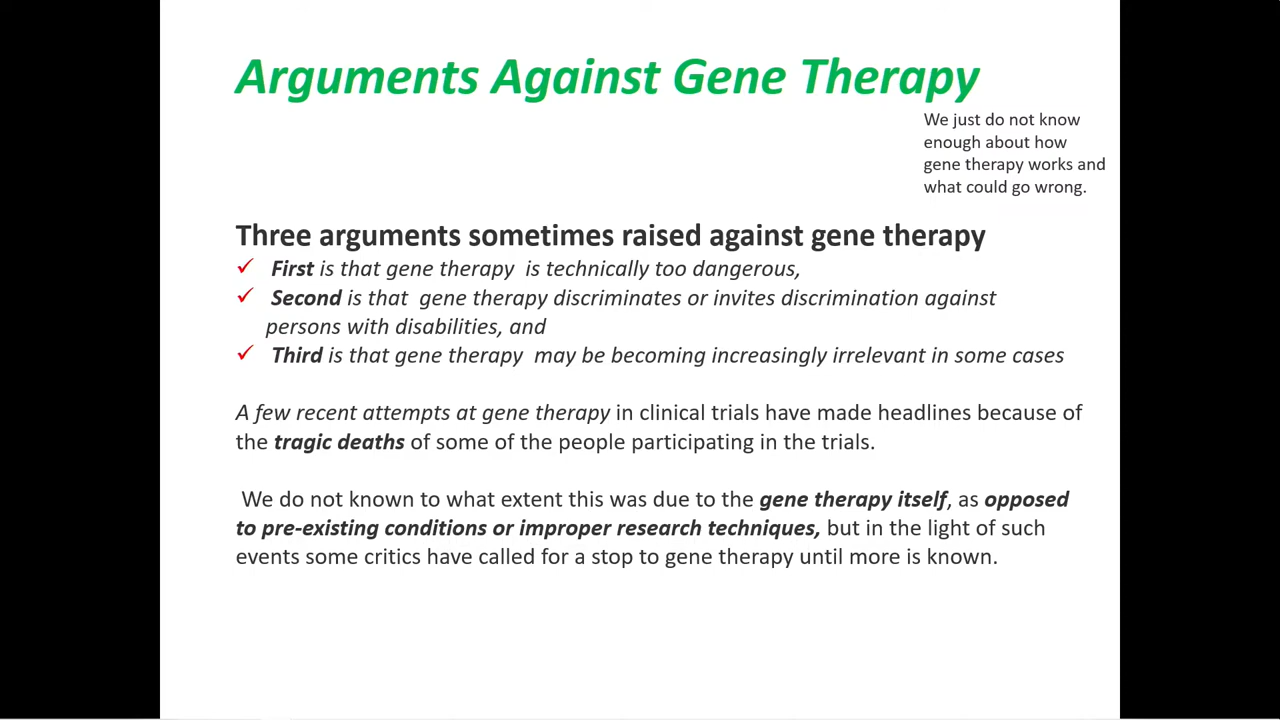 Arguments Against Gene Therapy
We just do not know
enough about how
gene therapy works and
what could go wrong.
Three arguments sometimes raised against gene therapy
✓ First is that gene therapy is technically too dangerous,
✓ Second is that gene therapy discriminates or invites discrimination against
persons with disabilities, and
✓ Third is that gene therapy may be becoming increasingly irrelevant in some cases
A few recent attempts at gene therapy in clinical trials have made headlines because of
the tragic deaths of some of the people participating in the trials.
We do not known to what extent this was due to the gene therapy itself, as opposed
to pre-existing conditions or improper research techniques, but in the light of such
events some critics have called for a stop to gene therapy until more is known.